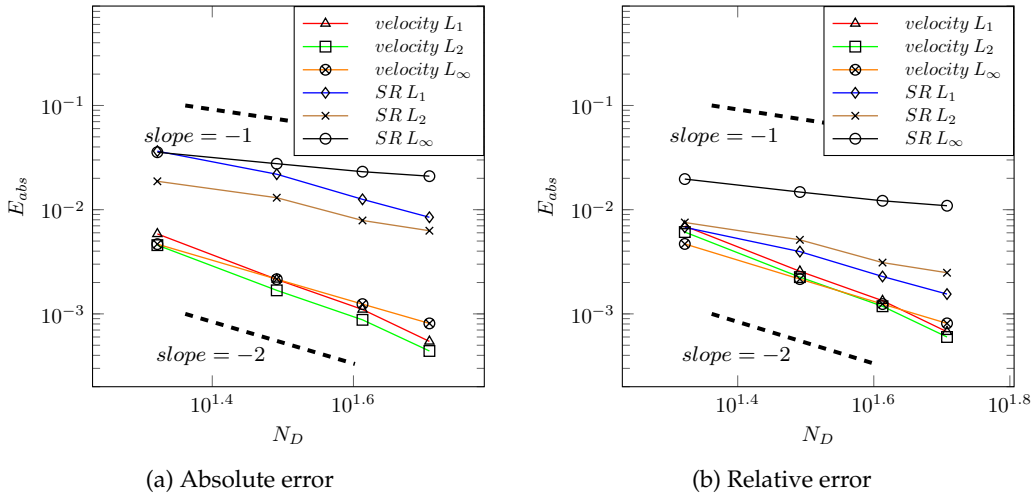 velocity L₁
velocity L₂
velocity L∞
SR L₁
SR L₂
SR L∞
10⁻¹
10⁻²
10⁻³
E_abs
slope = −1
slope = −2
10^1.4
10^1.6
N_D
(a) Absolute error
velocity L₁
velocity L₂
velocity L∞
SR L₁
SR L₂
SR L∞
10⁻¹
10⁻²
10⁻³
E_abs
slope = −1
slope = −2
10^1.4
10^1.6
10^1.8
N_D
(b) Relative error